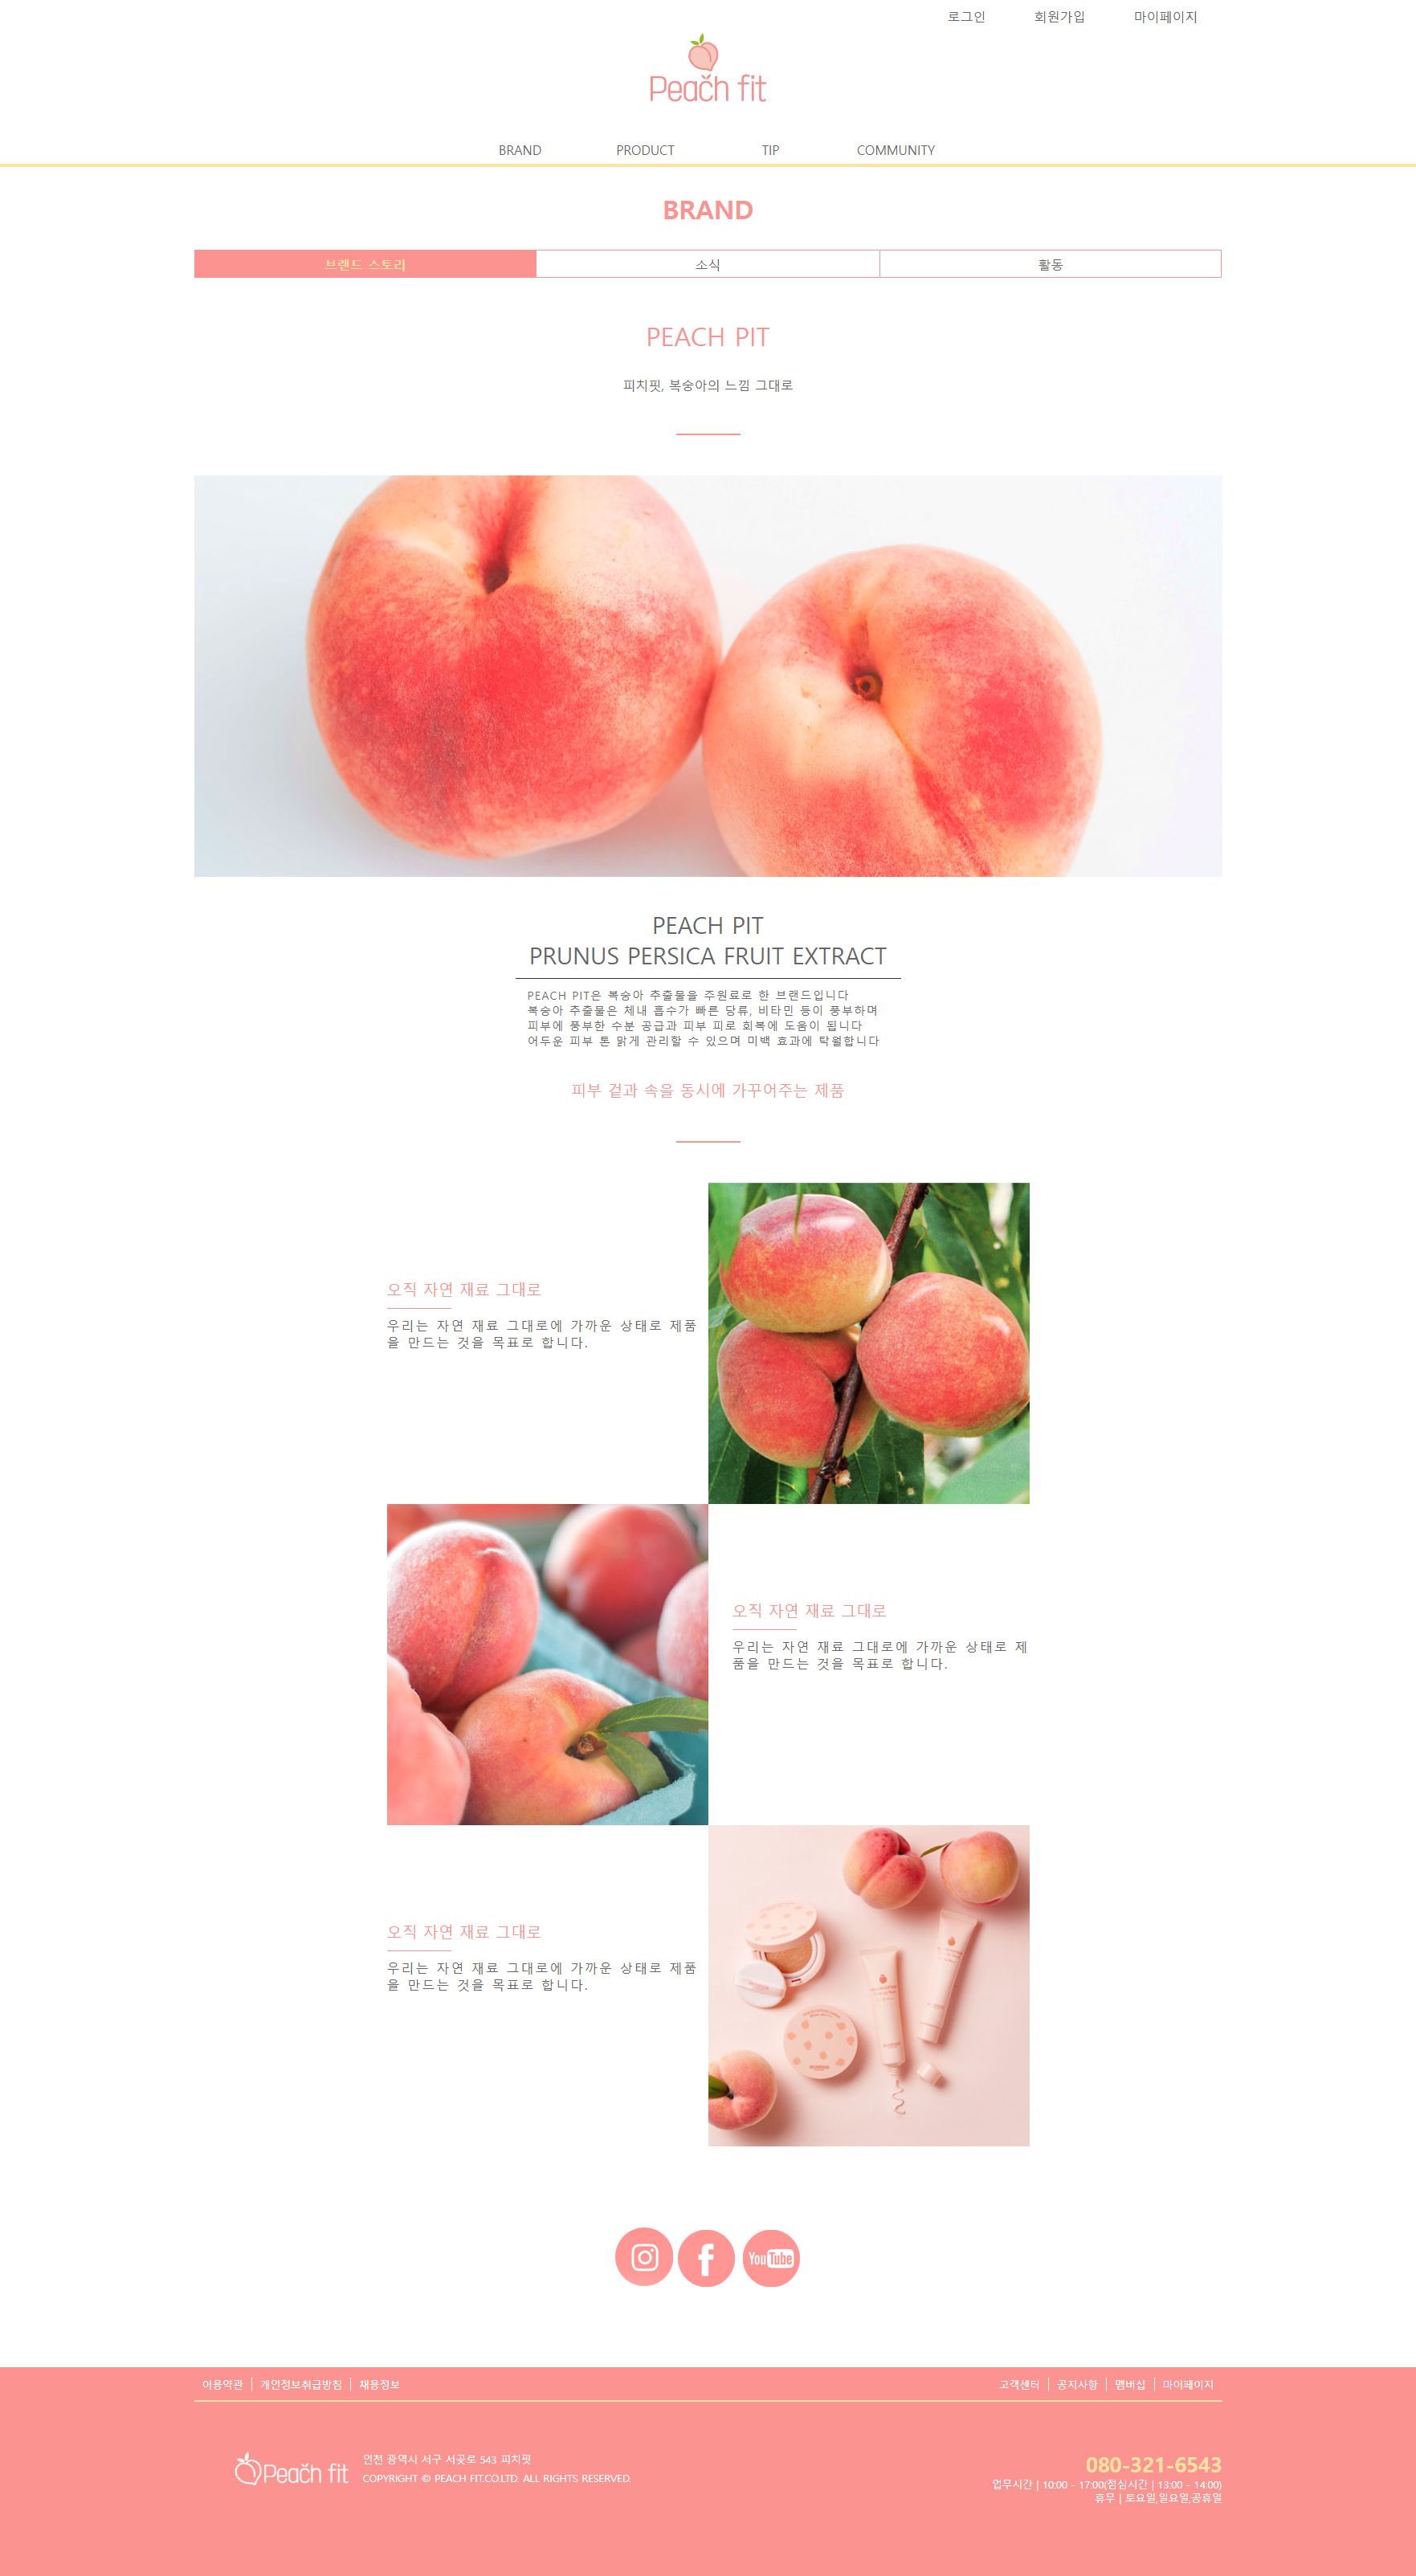 로그인 회원가입 마이페이지
Peach fit
BRAND PRODUCT TIP COMMUNITY
BRAND
브랜드 스토리 소식 활동
PEACH PIT
피치핏, 복숭아의 느낌 그대로
PEACH PIT
PRUNUS PERSICA FRUIT EXTRACT
PEACH PIT은 복숭아 추출물을 주원료로 한 브랜드입니다
복숭아 추출물은 체내 흡수가 빠른 당류, 비타민 등이 풍부하며
피부에 풍부한 수분 공급과 피부 피로 회복에 도움이 됩니다
어두운 피부 톤 맑게 관리할 수 있으며 미백 효과에 탁월합니다
피부 겉과 속을 동시에 가꾸어주는 제품
오직 자연 재료 그대로
우리는 자연 재료 그대로에 가까운 상태로 제품
을 만드는 것을 목표로 합니다.
오직 자연 재료 그대로
우리는 자연 재료 그대로에 가까운 상태로 제
품을 만드는 것을 목표로 합니다.
오직 자연 재료 그대로
우리는 자연 재료 그대로에 가까운 상태로 제품
을 만드는 것을 목표로 합니다.
You Tube
이용약관 개인정보취급방침 채용정보 고객센터 공지사항 멤버십 마이페이지
Peach fit
인천 광역시 서구 서곶로 543 피치핏
COPYRIGHT © PEACH FIT.CO.LTD. ALL RIGHTS RESERVED.
080-321-6543
업무시간 | 10:00 - 17:00(점심시간 | 13:00 - 14:00)
휴무 | 토요일,일요일,공휴일